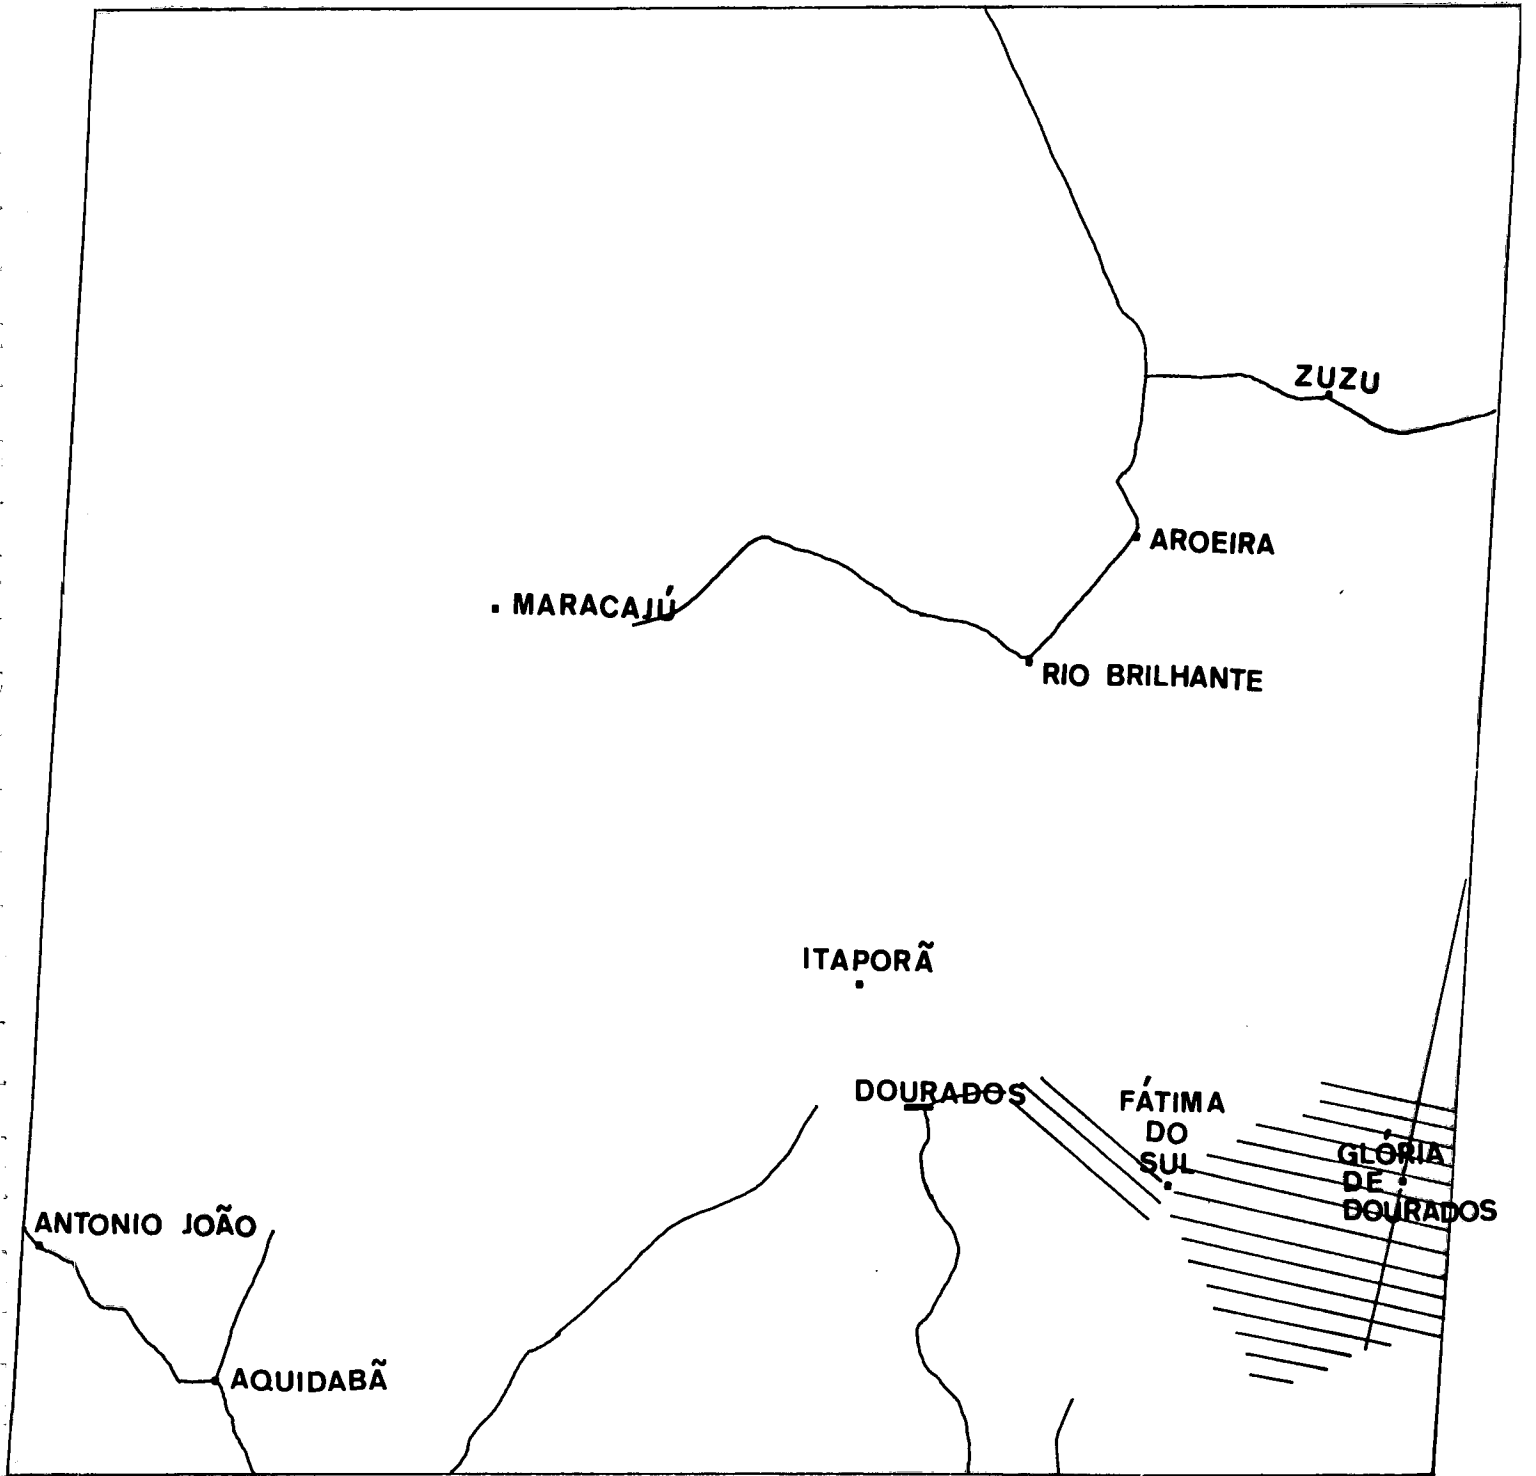 ZUZU
AROEIRA
MARACAJÚ
RIO BRILHANTE
ITAPORÃ
DOURADOS
FÁTIMA
DO
SUL
GLÓRIA
DE
DOURADOS
ANTONIO JOÃO
AQUIDABÃ